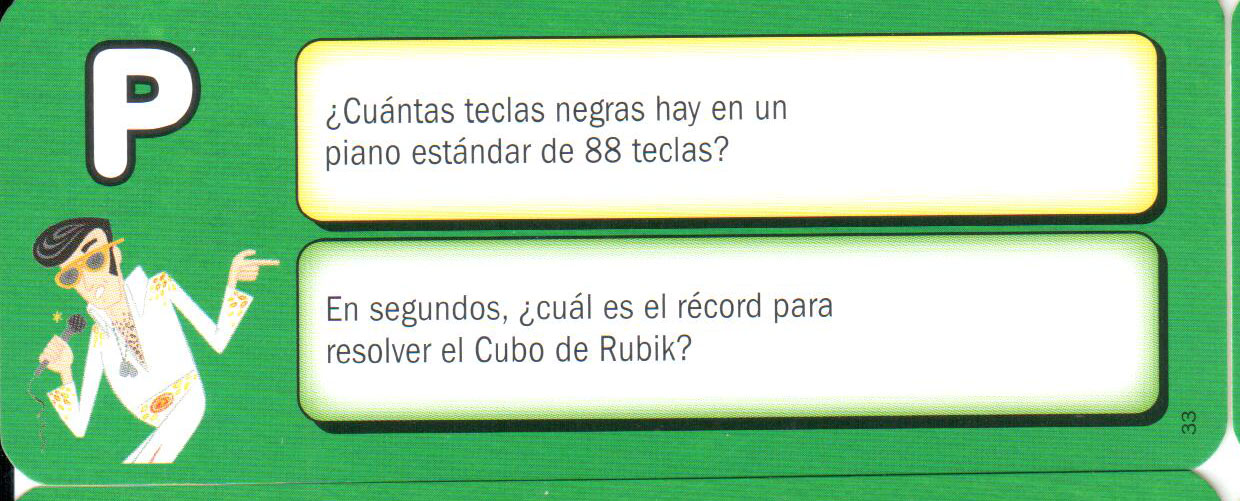 P
¿Cuántas teclas negras hay en un
piano estándar de 88 teclas?
En segundos, ¿cuál es el récord para
resolver el Cubo de Rubik?
33